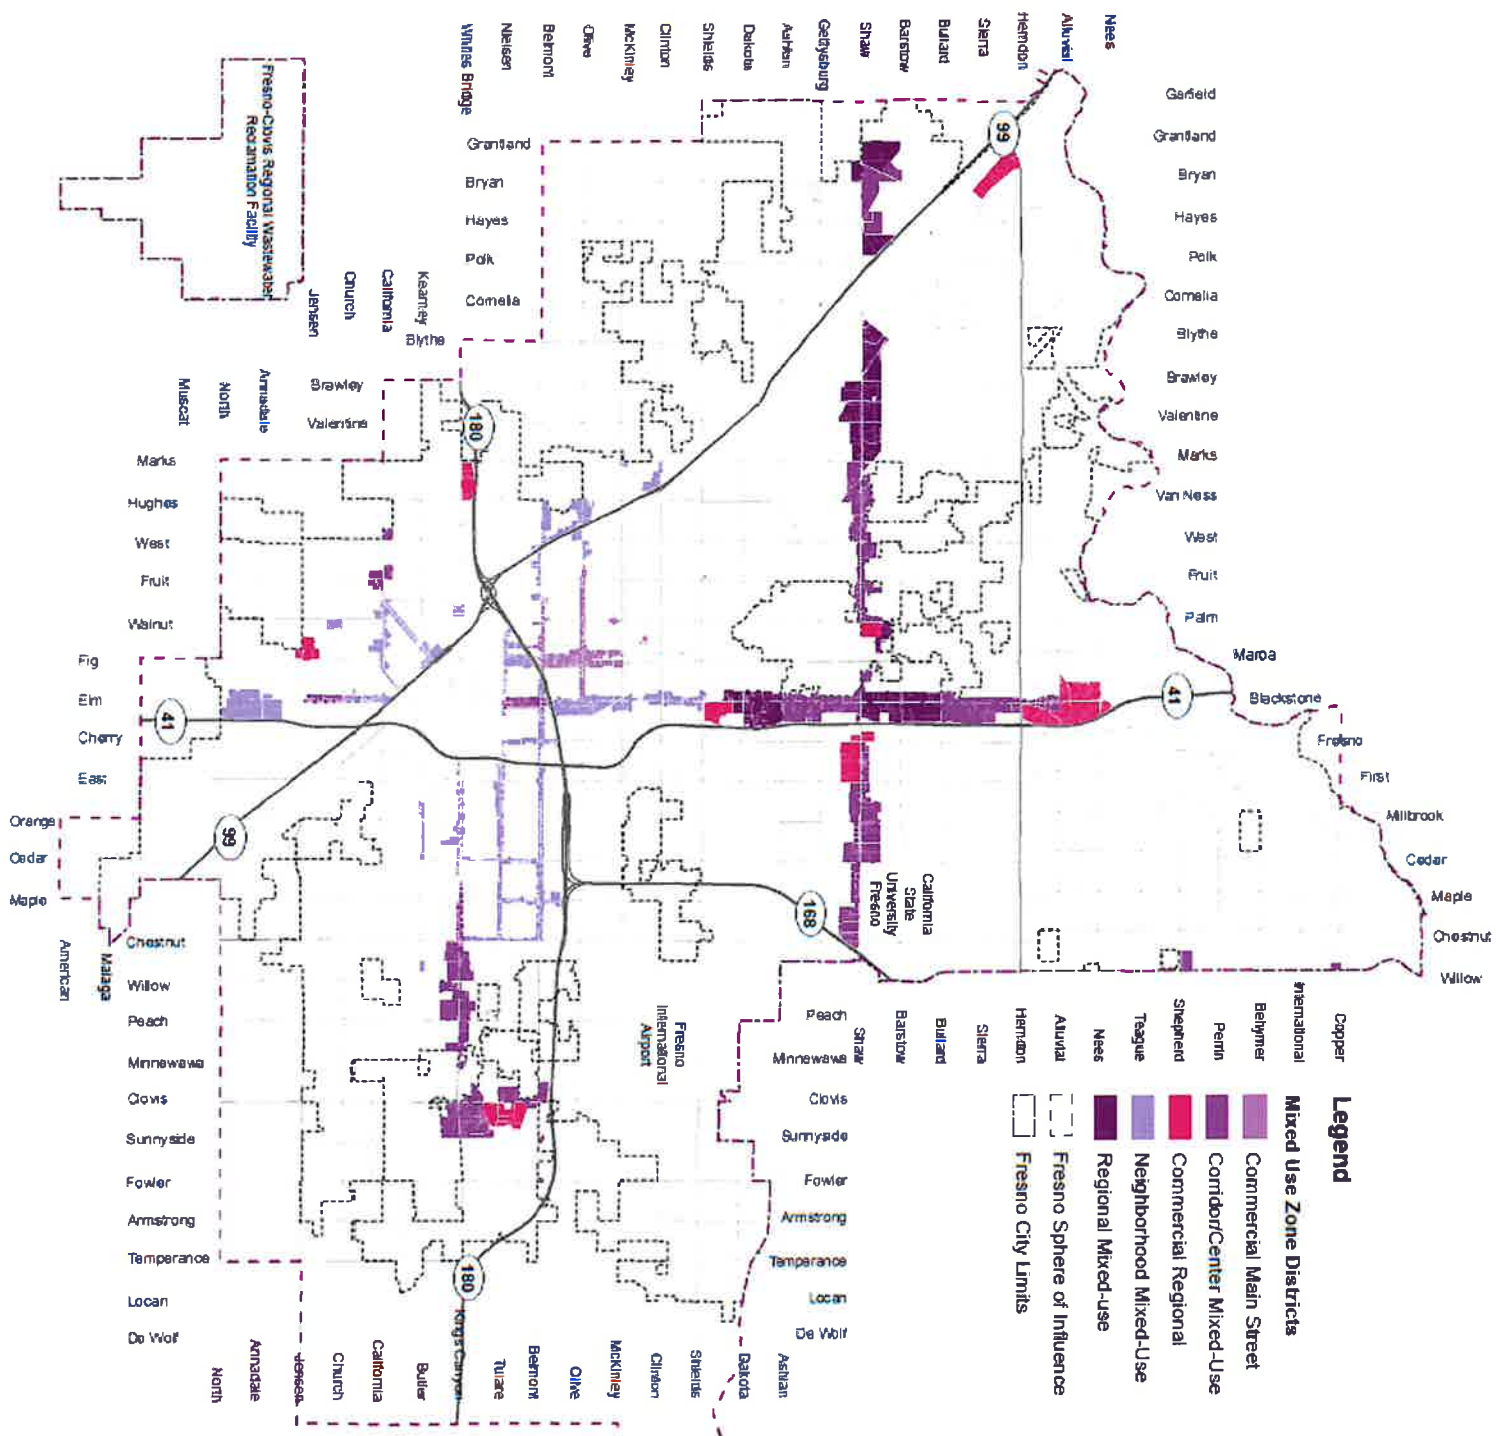 Nees
Alluvial
Herndon
Sierra
Bullard
Barstow
Shaw
Gettysburg
Ashlan
Dakota
Shields
Clinton
McKinley
Olive
Belmont
Nielsen
Whites Bridge
Garfield
Grantland
Bryan
Hayes
Polk
Cornelia
Blythe
Brawley
Valentine
Marks
Van Ness
West
Fruit
Palm
Maroa
Blackstone
Fresno
First
Millbrook
Cedar
Maple
Chestnut
Willow
Grantland
Bryan
Hayes
Polk
Cornelia
Blythe
Brawley
Valentine
Marks
Hughes
West
Fruit
Walnut
Fig
Elm
Cherry
East
Orange
Cedar
Maple
Chestnut
Willow
Peach
Minnewawa
Clovis
Sunnyside
Fowler
Armstrong
Temperance
Locan
De Wolf
Kearney
California
Church
Jensen
Annadale
North
Muscat
American
Malaga
Fresno-Clovis Regional Wastewater
Reclamation Facility
99
180
41
41
99
168
180
California
State
University
Fresno
Fresno
International
Airport
Kings Canyon
Peach
Minnewawa
Clovis
Sunnyside
Fowler
Armstrong
Temperance
Locan
De Wolf
Copper
International
Behymer
Perrin
Shepherd
Teague
Nees
Alluvial
Herndon
Sierra
Bullard
Barstow
Shaw
Ashlan
Dakota
Shields
Clinton
McKinley
Olive
Belmont
Tulare
Butler
California
Church
Jensen
Annadale
North
Legend
Mixed Use Zone Districts
Commercial Main Street
Corridor/Center Mixed-Use
Commercial Regional
Neighborhood Mixed-Use
Regional Mixed-use
Fresno Sphere of Influence
Fresno City Limits